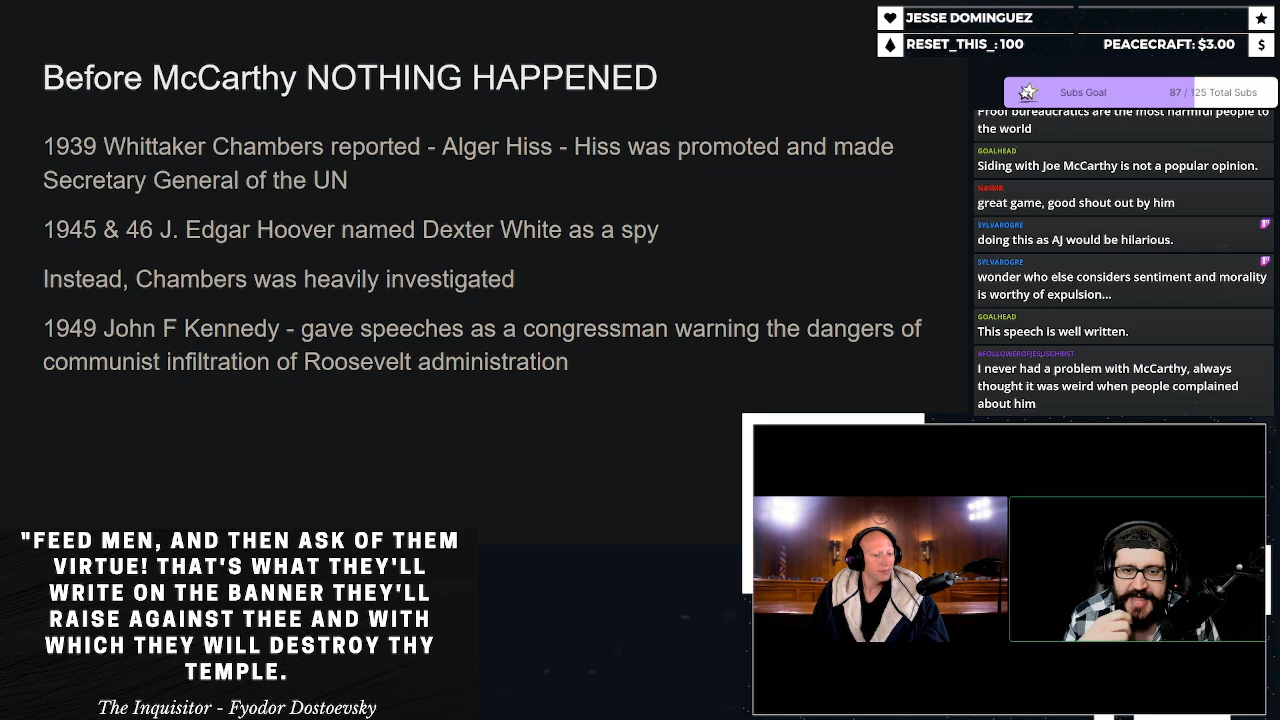 Before McCarthy NOTHING HAPPENED
1939 Whittaker Chambers reported - Alger Hiss - Hiss was promoted and made
Secretary General of the UN
1945 & 46 J. Edgar Hoover named Dexter White as a spy
Instead, Chambers was heavily investigated
1949 John F Kennedy - gave speeches as a congressman warning the dangers of
communist infiltration of Roosevelt administration
"FEED MEN, AND THEN ASK OF THEM
VIRTUE! THAT'S WHAT THEY'LL
WRITE ON THE BANNER THEY'LL
RAISE AGAINST THEE AND WITH
WHICH THEY WILL DESTROY THY
TEMPLE.
The Inquisitor - Fyodor Dostoevsky
JESSE DOMINGUEZ
RESET_THIS_: 100
PEACECRAFT: $3.00
$
Subs Goal
87 / 125 Total Subs
Proof bureaucratics are the most harmful people to
the world
GOALHEAD
Siding with Joe McCarthy is not a popular opinion.
NASMR
great game, good shout out by him
SYLVAROGRE
doing this as AJ would be hilarious.
SYLVAROGRE
wonder who else considers sentiment and morality
is worthy of expulsion...
GOALHEAD
This speech is well written.
AFOLLOWEROFJESUSCHRIST
I never had a problem with McCarthy, always
thought it was weird when people complained
about him